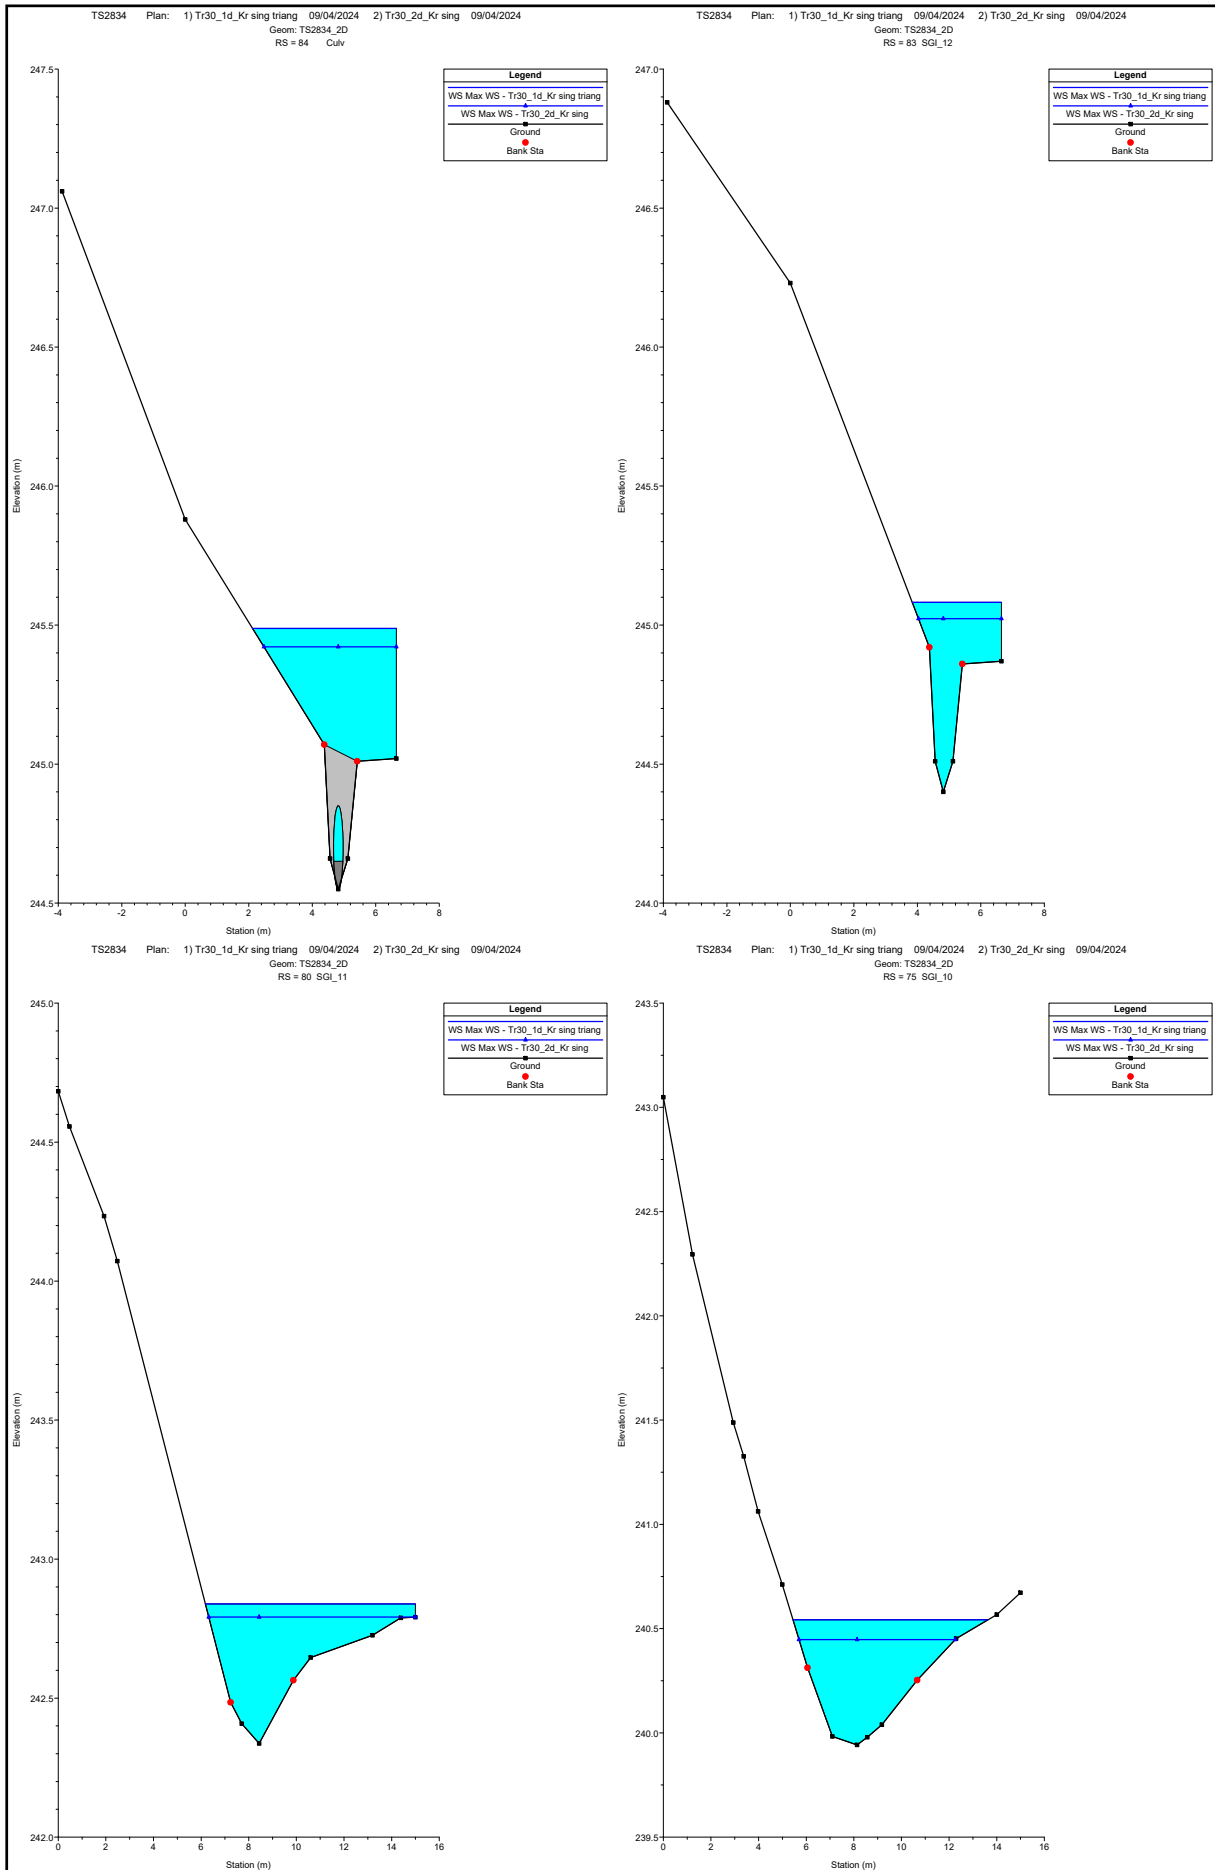 TS2834 Plan: 1) Tr30_1d_Kr sing triang 09/04/2024 2) Tr30_2d_Kr sing 09/04/2024
Geom: TS2834_2D
RS = 84 Culv
Legend
WS Max WS - Tr30_1d_Kr sing triang
WS Max WS - Tr30_2d_Kr sing
Ground
Bank Sta
247.5
247.0
246.5
246.0
245.5
245.0
244.5
Elevation (m)
-4 -2 0 2 4 6 8
Station (m)
TS2834 Plan: 1) Tr30_1d_Kr sing triang 09/04/2024 2) Tr30_2d_Kr sing 09/04/2024
Geom: TS2834_2D
RS = 83 SGI_12
Legend
WS Max WS - Tr30_1d_Kr sing triang
WS Max WS - Tr30_2d_Kr sing
Ground
Bank Sta
247.0
246.5
246.0
245.5
245.0
244.5
244.0
Elevation (m)
-4 -2 0 2 4 6 8
Station (m)
TS2834 Plan: 1) Tr30_1d_Kr sing triang 09/04/2024 2) Tr30_2d_Kr sing 09/04/2024
Geom: TS2834_2D
RS = 80 SGI_11
Legend
WS Max WS - Tr30_1d_Kr sing triang
WS Max WS - Tr30_2d_Kr sing
Ground
Bank Sta
245.0
244.5
244.0
243.5
243.0
242.5
242.0
Elevation (m)
0 2 4 6 8 10 12 14 16
Station (m)
TS2834 Plan: 1) Tr30_1d_Kr sing triang 09/04/2024 2) Tr30_2d_Kr sing 09/04/2024
Geom: TS2834_2D
RS = 75 SGI_10
Legend
WS Max WS - Tr30_1d_Kr sing triang
WS Max WS - Tr30_2d_Kr sing
Ground
Bank Sta
243.5
243.0
242.5
242.0
241.5
241.0
240.5
240.0
239.5
Elevation (m)
0 2 4 6 8 10 12 14 16
Station (m)